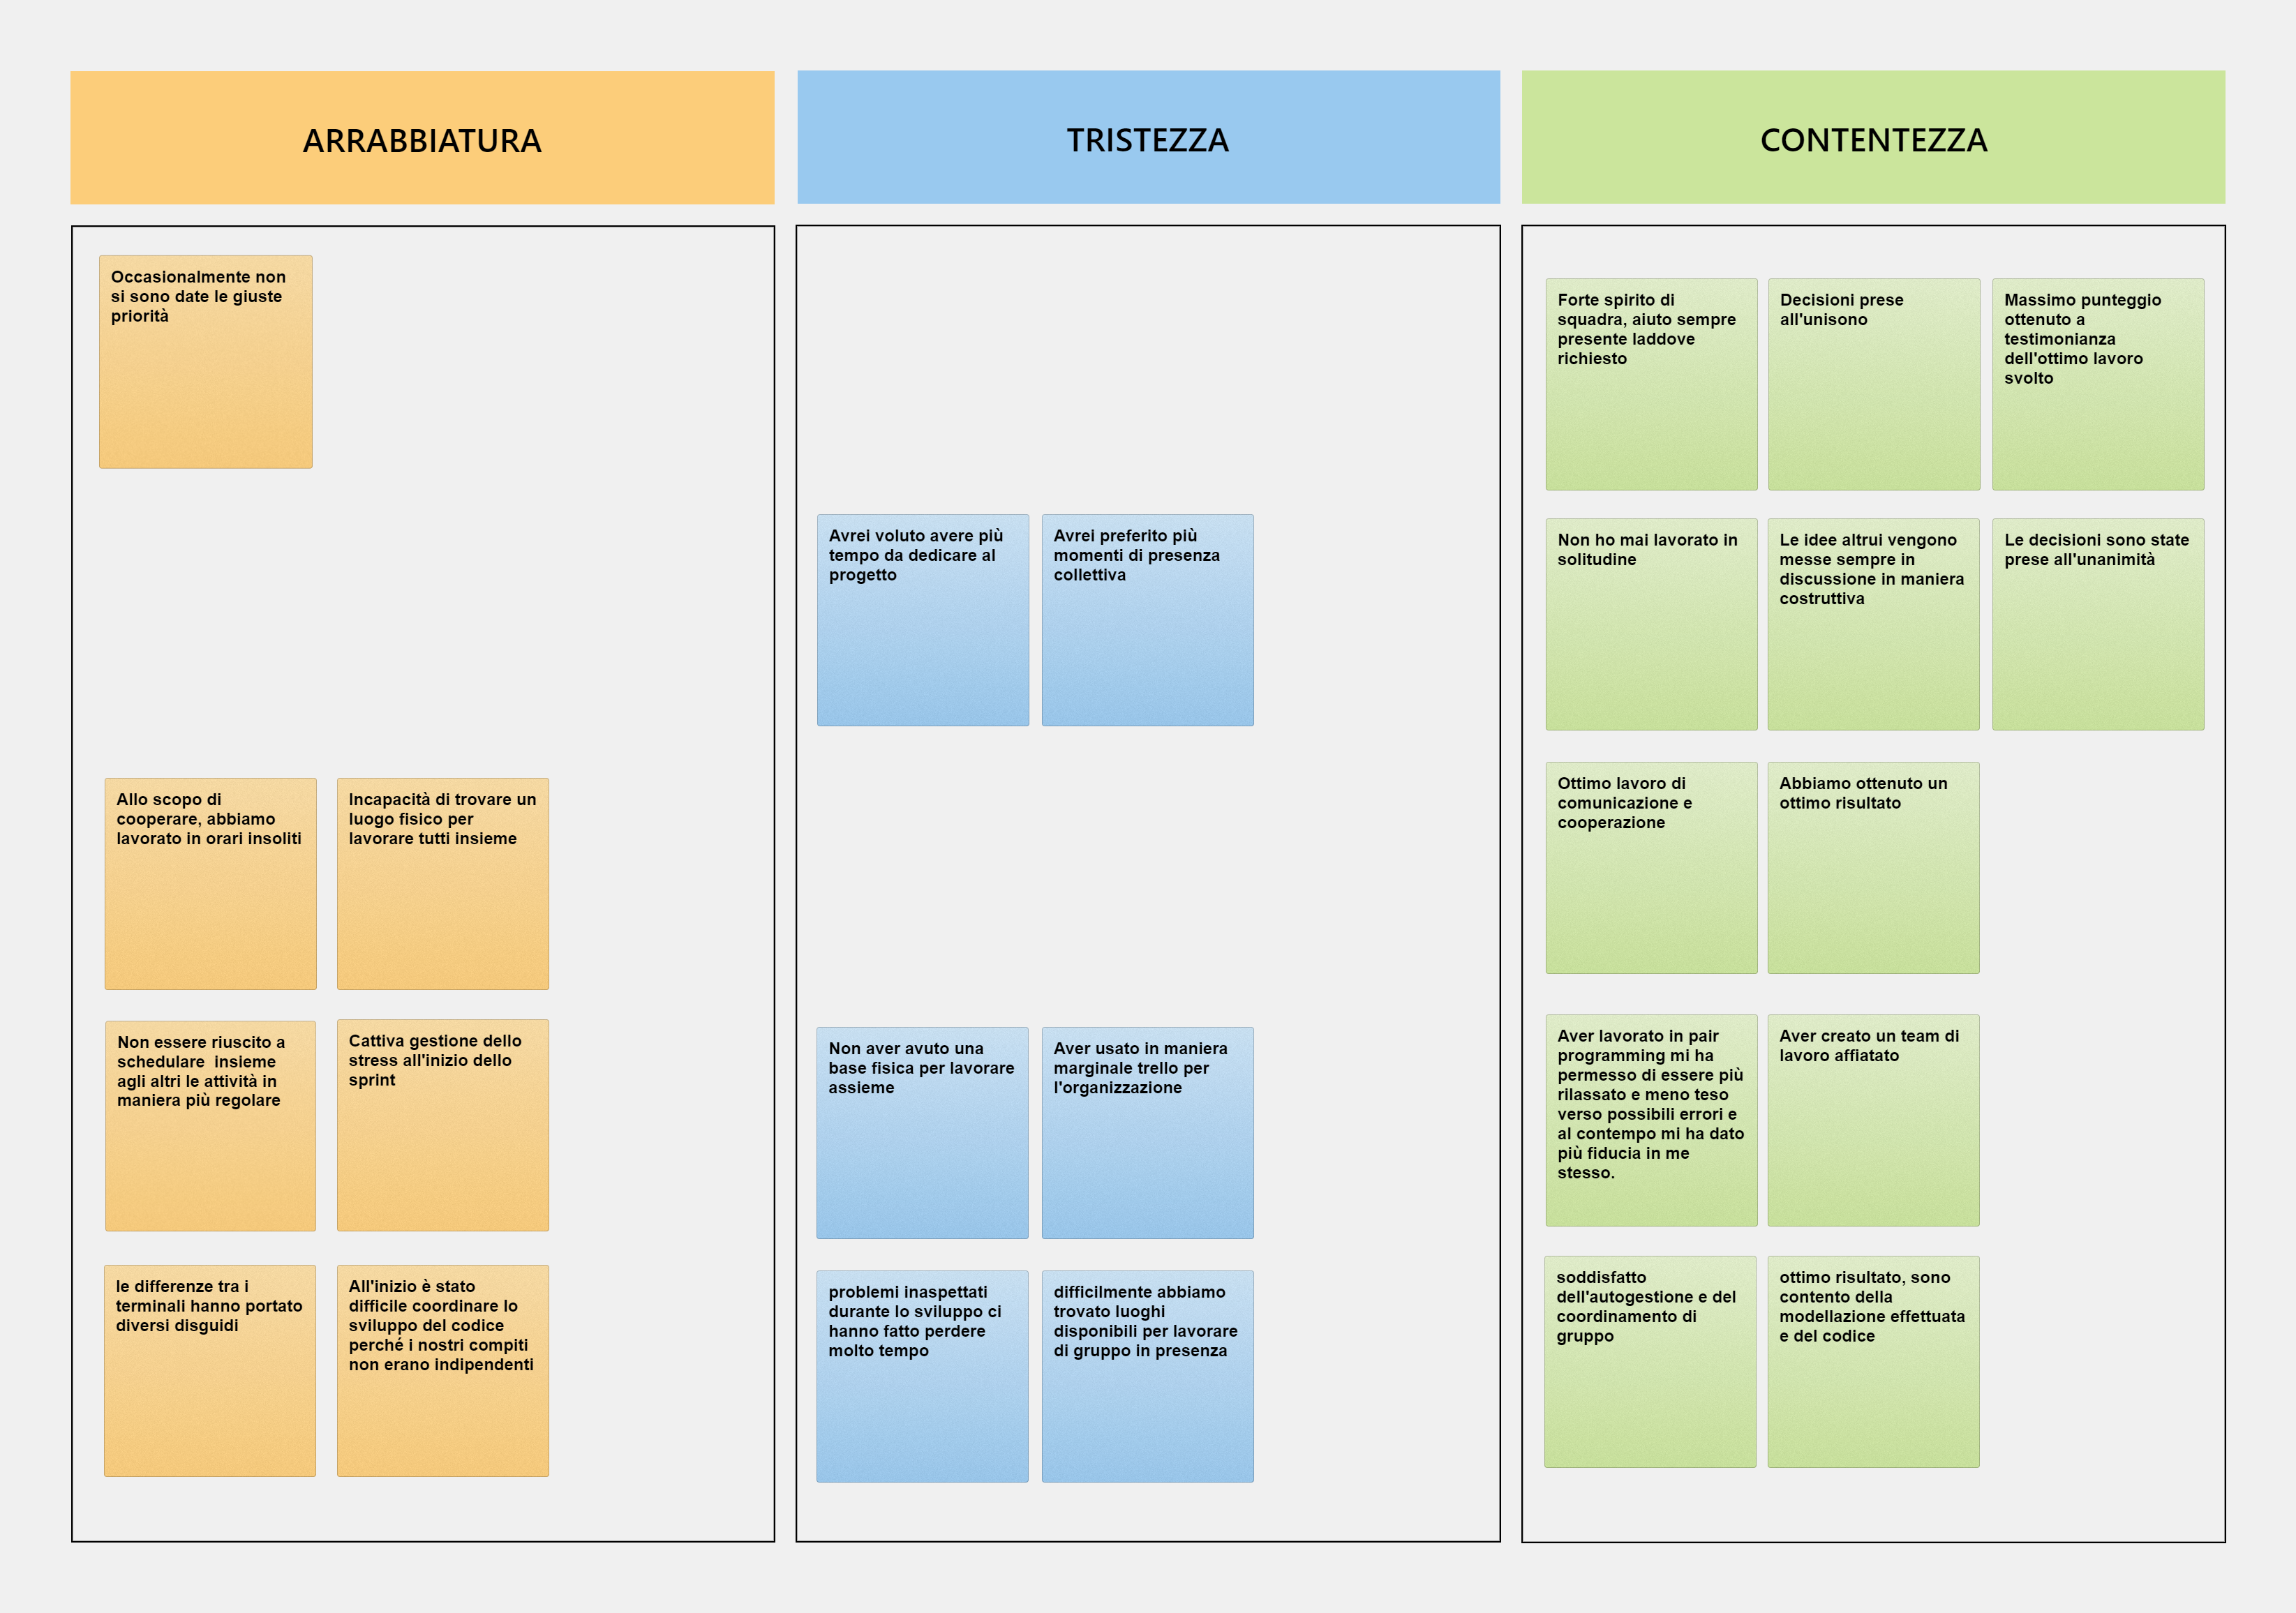 ARRABBIATURA
Occasionalmente non
si sono date le giuste
priorità
Allo scopo di
cooperare, abbiamo
lavorato in orari insoliti
Incapacità di trovare un
luogo fisico per
lavorare tutti insieme
Non essere riuscito a
schedulare  insieme
agli altri le attività in
maniera più regolare
Cattiva gestione dello
stress all'inizio dello
sprint
le differenze tra i
terminali hanno portato
diversi disguidi
All'inizio è stato
difficile coordinare lo
sviluppo del codice
perché i nostri compiti
non erano indipendenti
TRISTEZZA
Avrei voluto avere più
tempo da dedicare al
progetto
Avrei preferito più
momenti di presenza
collettiva
Non aver avuto una
base fisica per lavorare
assieme
Aver usato in maniera
marginale trello per
l'organizzazione
problemi inaspettati
durante lo sviluppo ci
hanno fatto perdere
molto tempo
difficilmente abbiamo
trovato luoghi
disponibili per lavorare
di gruppo in presenza
CONTENTEZZA
Forte spirito di
squadra, aiuto sempre
presente laddove
richiesto
Decisioni prese
all'unisono
Massimo punteggio
ottenuto a
testimonianza
dell'ottimo lavoro
svolto
Non ho mai lavorato in
solitudine
Le idee altrui vengono
messe sempre in
discussione in maniera
costruttiva
Le decisioni sono state
prese all'unanimità
Ottimo lavoro di
comunicazione e
cooperazione
Abbiamo ottenuto un
ottimo risultato
Aver lavorato in pair
programming mi ha
permesso di essere più
rilassato e meno teso
verso possibili errori e
al contempo mi ha dato
più fiducia in me
stesso.
Aver creato un team di
lavoro affiatato
soddisfatto
dell'autogestione e del
coordinamento di
gruppo
ottimo risultato, sono
contento della
modellazione effettuata
e del codice